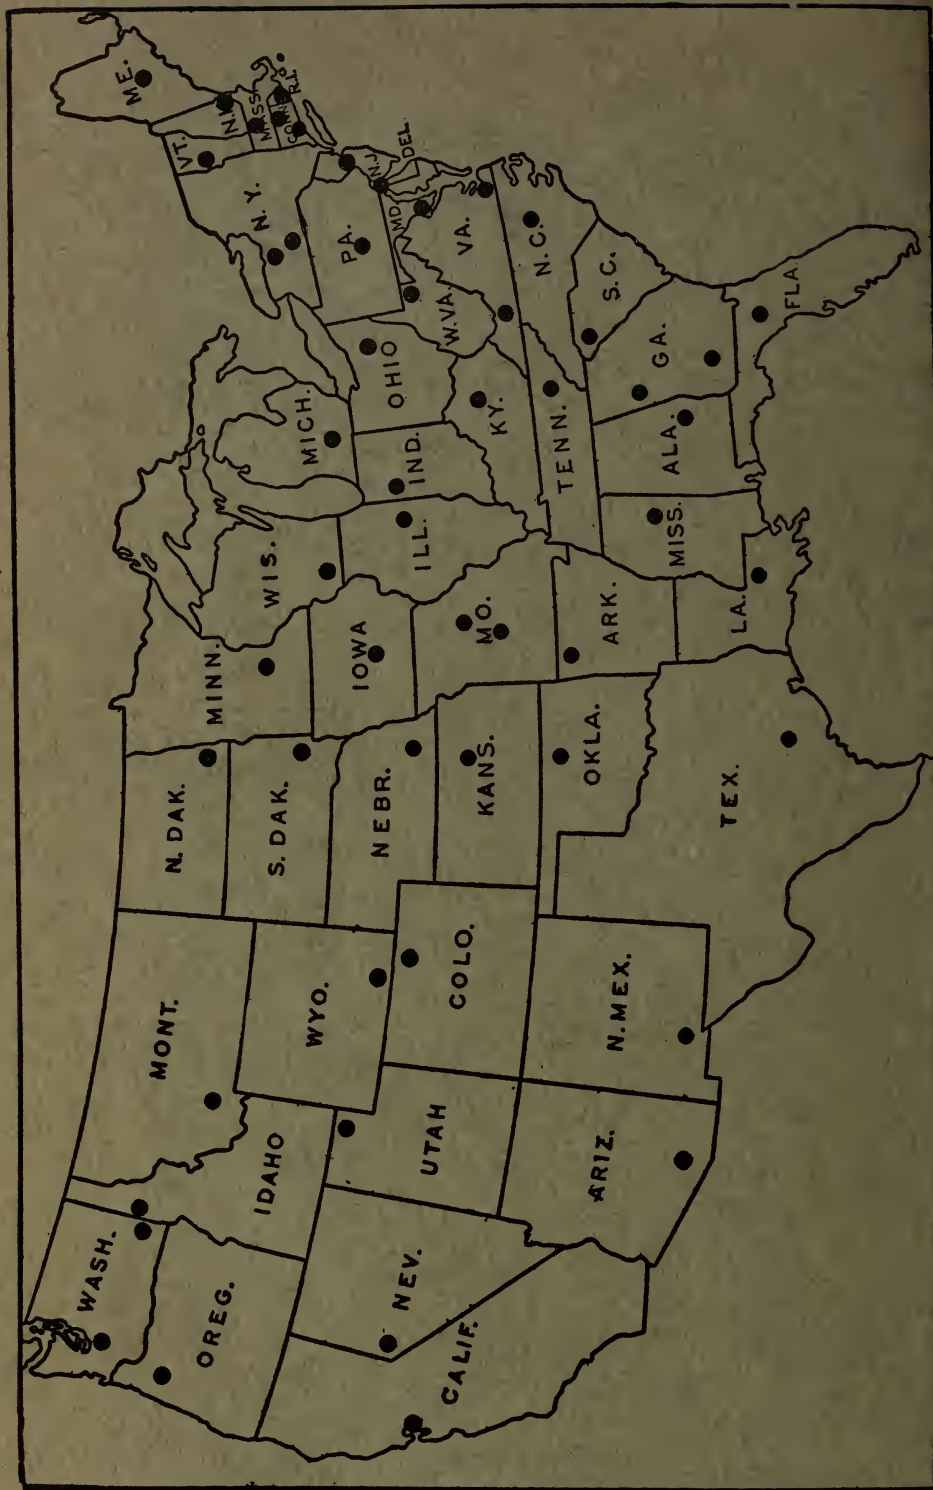 WASH.
OREG.
CALIF.
NEV.
IDAHO
MONT.
WYO.
UTAH
ARIZ.
COLO.
N.MEX.
N. DAK.
S. DAK.
NEBR.
KANS.
OKLA.
TEX.
MINN.
IOWA
MO.
ARK.
LA.
WIS.
ILL.
MICH.
IND.
OHIO
KY.
TENN.
MISS.
ALA.
GA.
FLA.
S.C.
N.C.
VA.
W.VA.
MD.
DEL.
PA.
N.J.
N.Y.
VT.
N.H.
ME.
MASS.
CONN.
R.I.